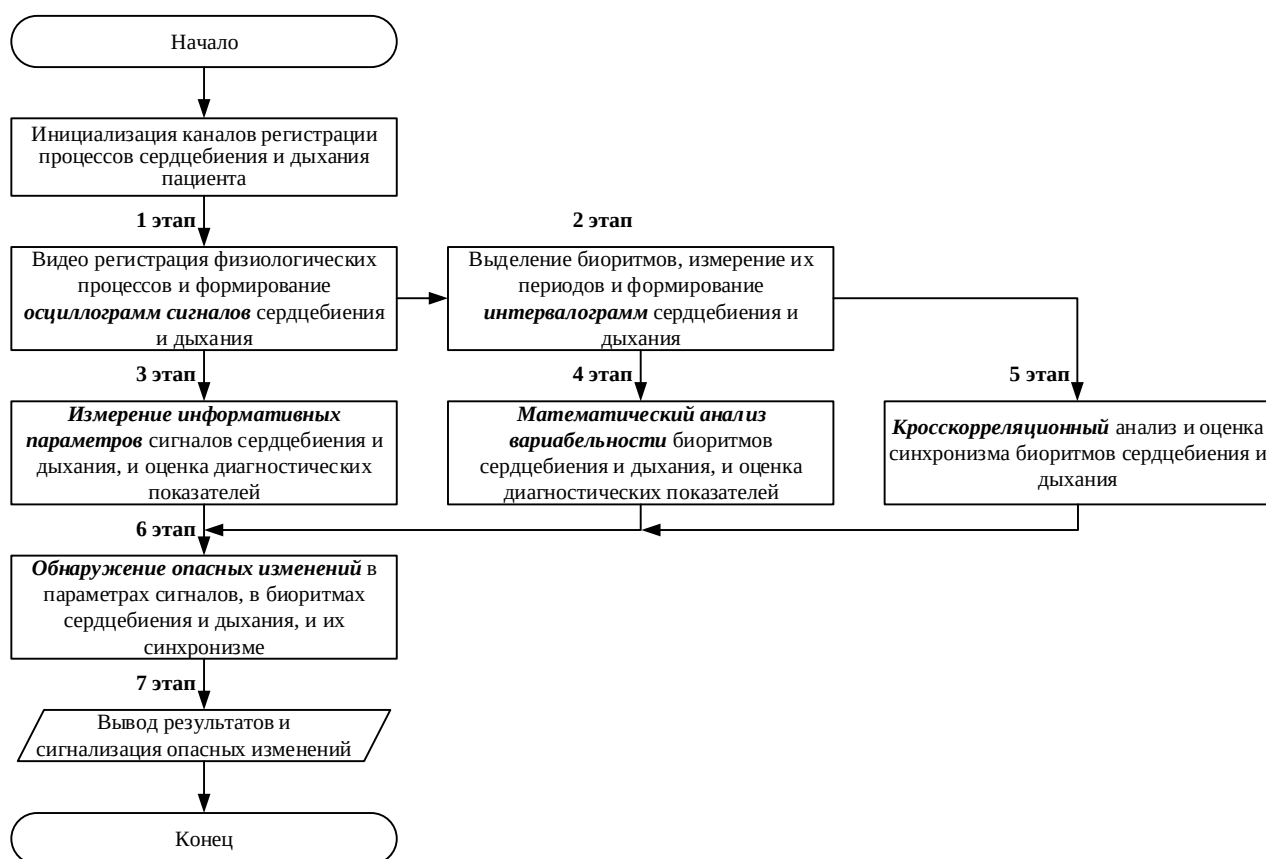 Начало
Инициализация каналов регистрации
процессов сердцебиения и дыхания
пациента
1 этап
Видео регистрация физиологических
процессов и формирование
осциллограмм сигналов сердцебиения
и дыхания
2 этап
Выделение биоритмов, измерение их
периодов и формирование
интервалограмм сердцебиения и
дыхания
3 этап
Измерение информативных
параметров сигналов сердцебиения и
дыхания, и оценка диагностических
показателей
4 этап
Математический анализ
вариабельности биоритмов
сердцебиения и дыхания, и оценка
диагностических показателей
5 этап
Кросскорреляционный анализ и оценка
синхронизма биоритмов сердцебиения и
дыхания
6 этап
Обнаружение опасных изменений в
параметрах сигналов, в биоритмах
сердцебиения и дыхания, и их
синхронизме
7 этап
Вывод результатов и
сигнализация опасных изменений
Конец